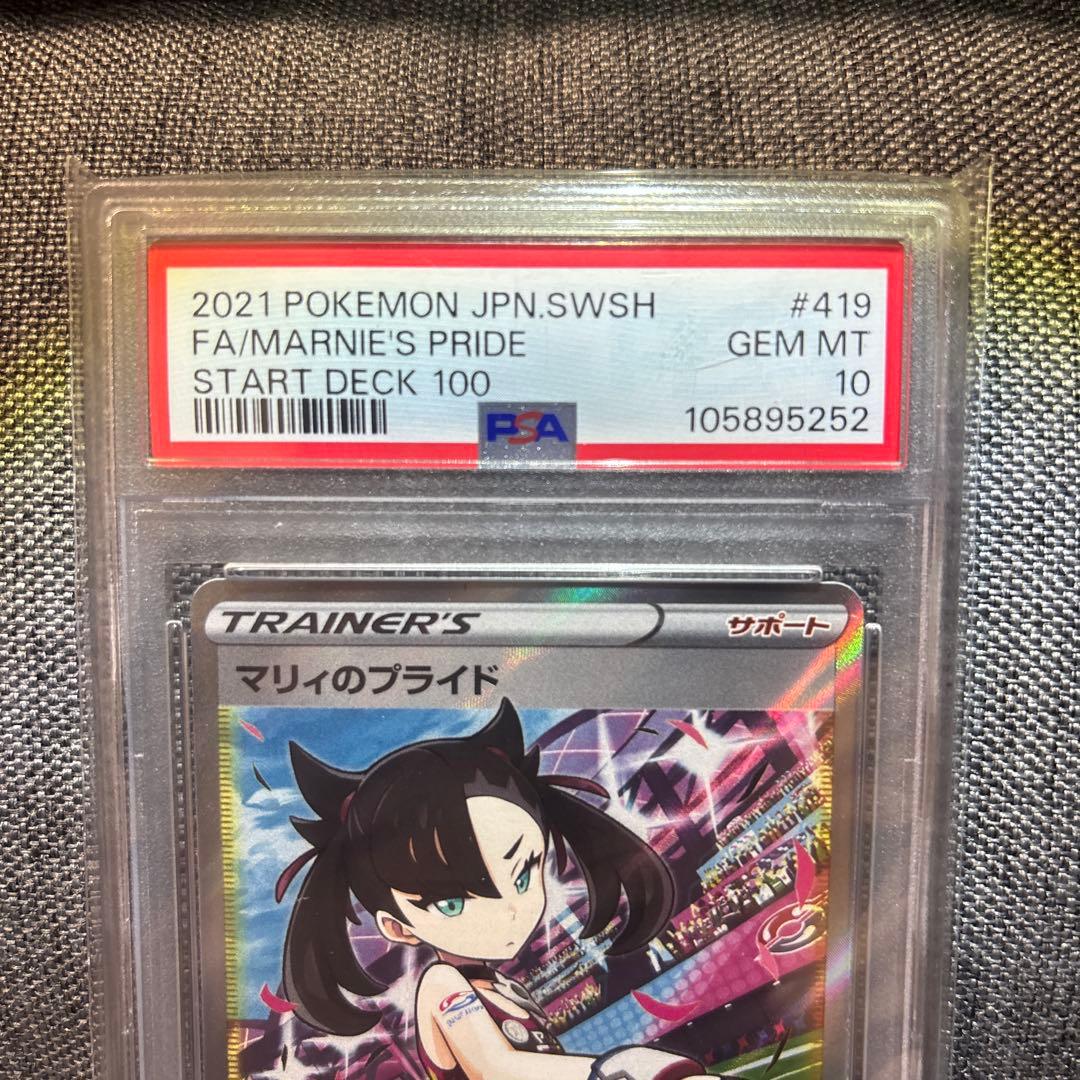 2021 POKEMON JPN.SWSH #419
FA/MARNIE'S PRIDE GEM MT
START DECK 100 10
PSA 105895252
TRAINER'S サポート
マリィのプライド